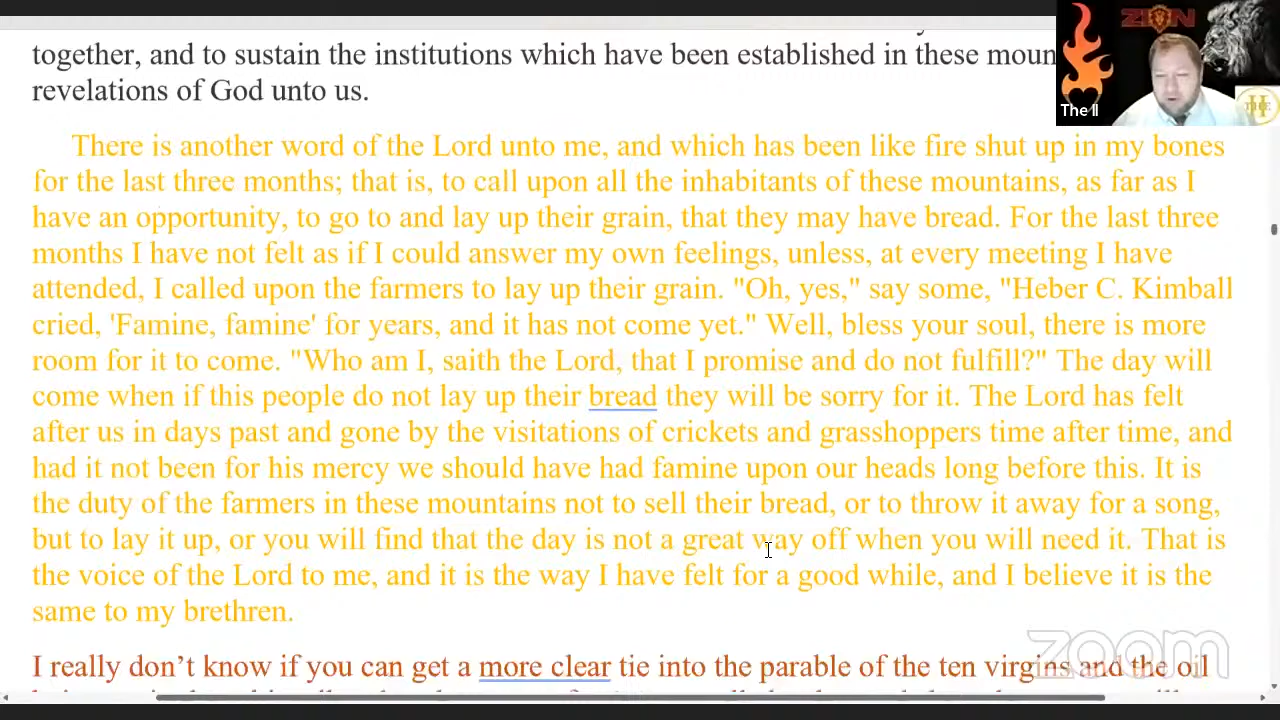 together, and to sustain the institutions which have been established in these moun
revelations of God unto us.
There is another word of the Lord unto me, and which has been like fire shut up in my bones
for the last three months; that is, to call upon all the inhabitants of these mountains, as far as I
have an opportunity, to go to and lay up their grain, that they may have bread. For the last three
months I have not felt as if I could answer my own feelings, unless, at every meeting I have
attended, I called upon the farmers to lay up their grain. "Oh, yes," say some, "Heber C. Kimball
cried, 'Famine, famine' for years, and it has not come yet." Well, bless your soul, there is more
room for it to come. "Who am I, saith the Lord, that I promise and do not fulfill?" The day will
come when if this people do not lay up their bread they will be sorry for it. The Lord has felt
after us in days past and gone by the visitations of crickets and grasshoppers time after time, and
had it not been for his mercy we should have had famine upon our heads long before this. It is
the duty of the farmers in these mountains not to sell their bread, or to throw it away for a song,
but to lay it up, or you will find that the day is not a great way off when you will need it. That is
the voice of the Lord to me, and it is the way I have felt for a good while, and I believe it is the
same to my brethren.
I really don’t know if you can get a more clear tie into the parable of the ten virgins and the oil
ZION
The II
zoom